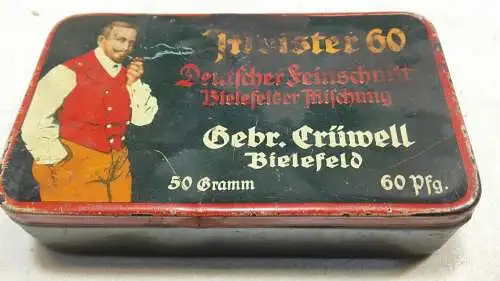 Meister 60
Deutscher Feinschnitt
Bielefelder Mischung
Gebr. Crüwell
Bielefeld
50 Gramm 60 Pfg.